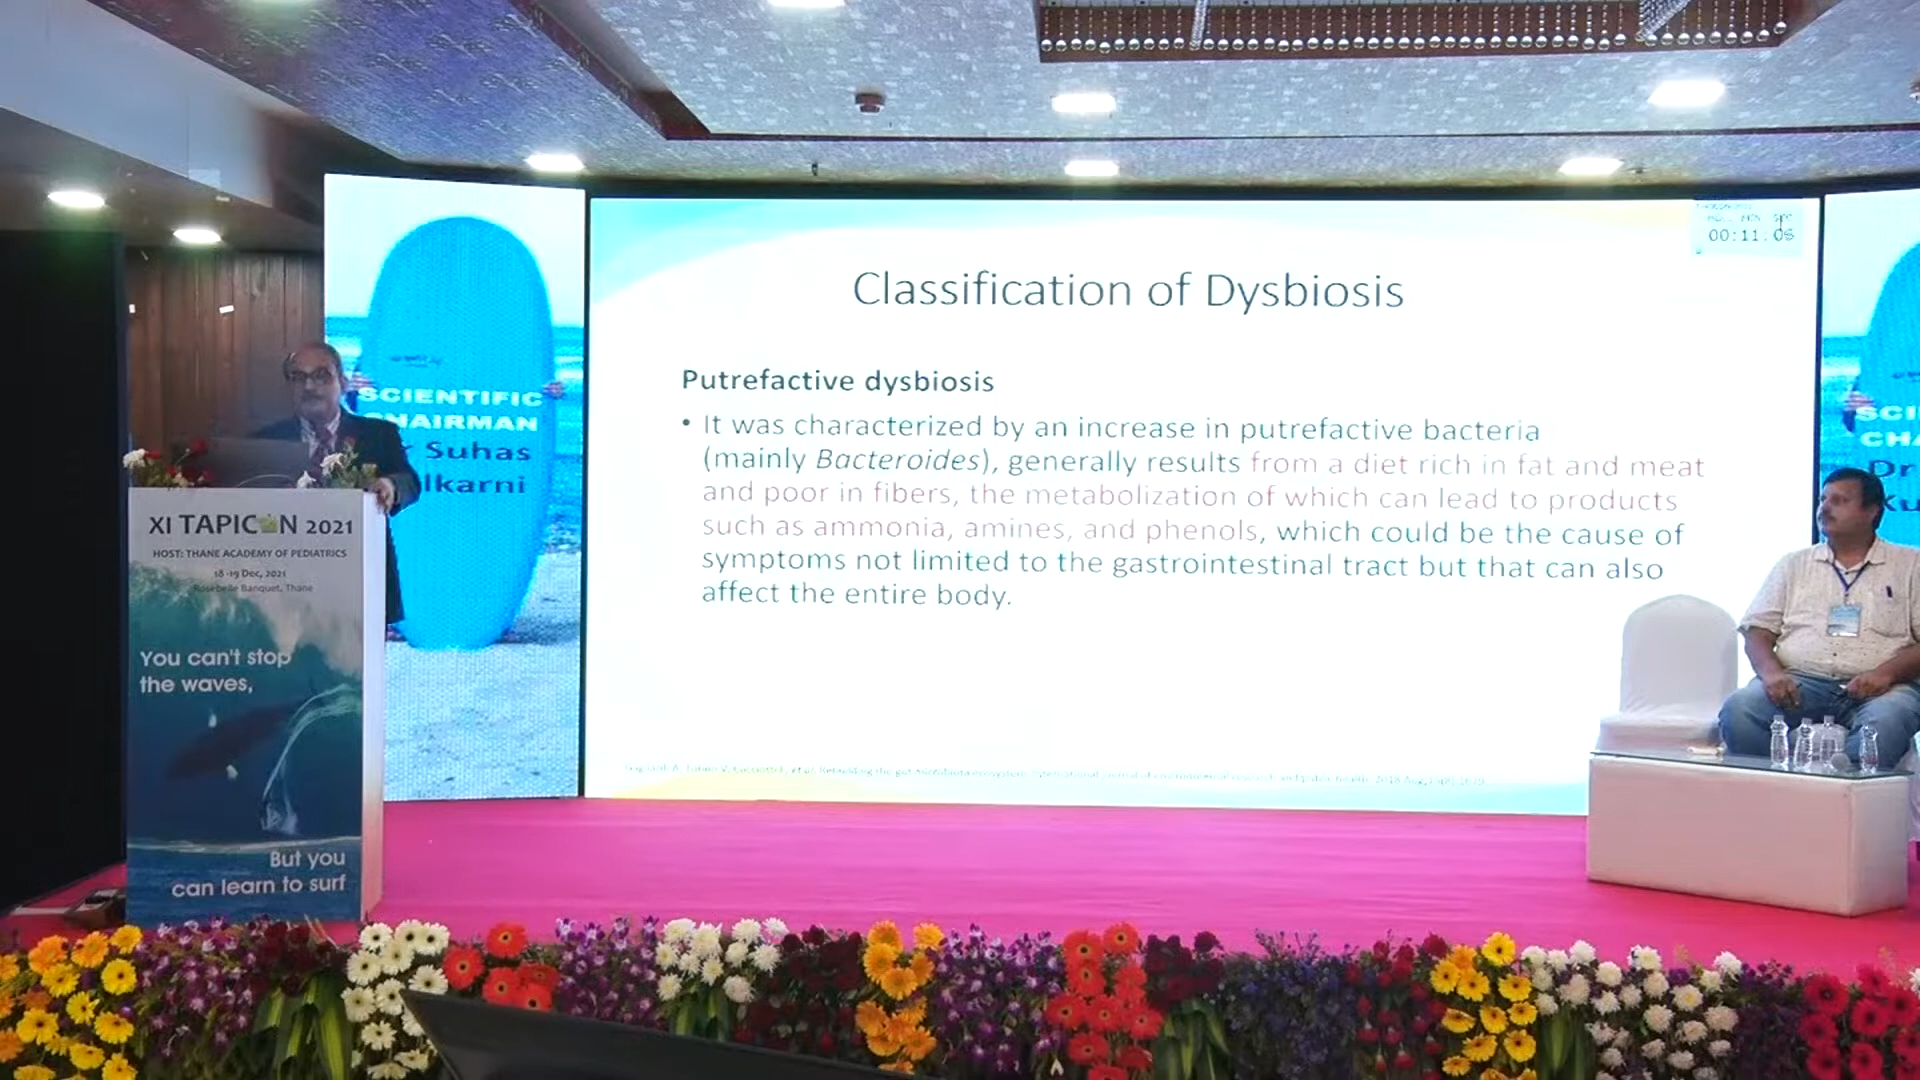 Classification of Dysbiosis
Putrefactive dysbiosis
• It was characterized by an increase in putrefactive bacteria
(mainly Bacteroides), generally results from a diet rich in fat and meat
and poor in fibers, the metabolization of which can lead to products
such as ammonia, amines, and phenols, which could be the cause of
symptoms not limited to the gastrointestinal tract but that can also
affect the entire body.
00:11:06
SCIENTIFIC
CHAIRMAN
Suhas
lkarni
XI TAPICON 2021
HOST: THANE ACADEMY OF PEDIATRICS
18-19 Dec, 2021
Rosebelle Banquet, Thane
You can't stop
the waves,
But you
can learn to surf
SCI
CHA
Dr
Ku